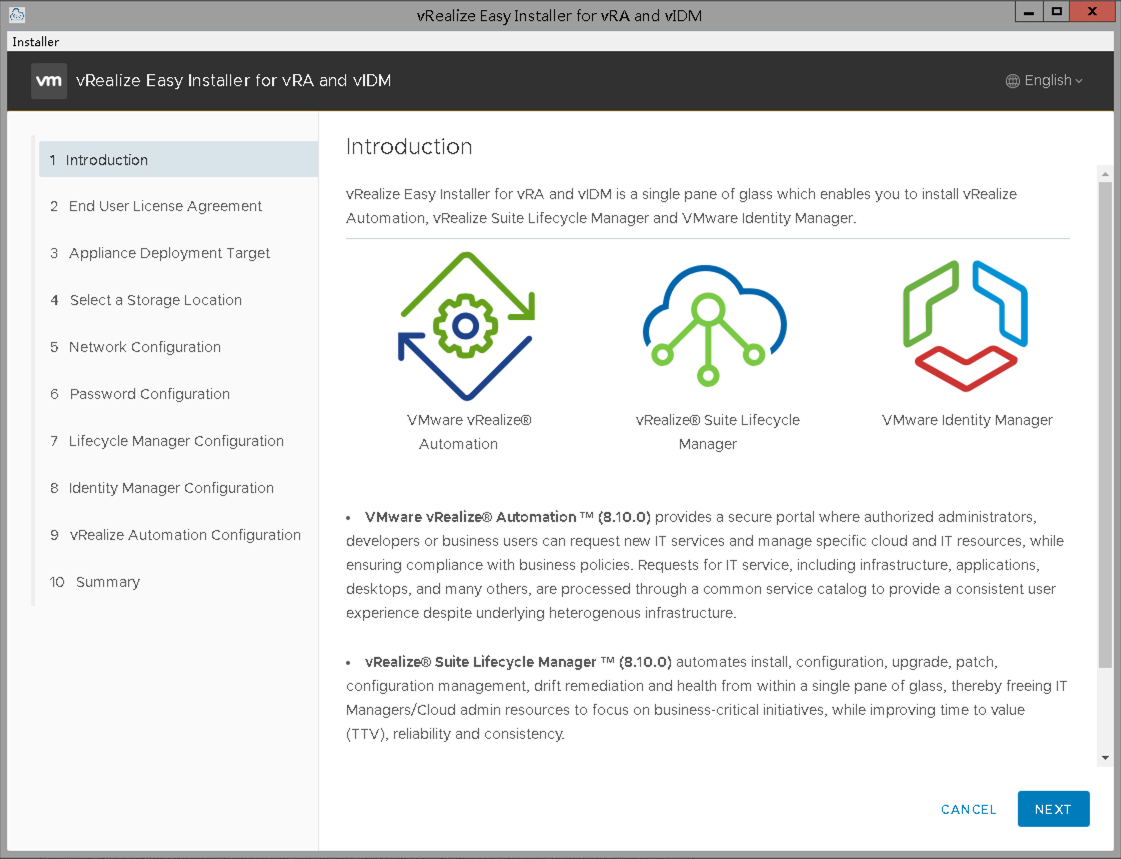 vRealize Easy Installer for vRA and vIDM
Installer
vm vRealize Easy Installer for vRA and vIDM
English
1 Introduction
2 End User License Agreement
3 Appliance Deployment Target
4 Select a Storage Location
5 Network Configuration
6 Password Configuration
7 Lifecycle Manager Configuration
8 Identity Manager Configuration
9 vRealize Automation Configuration
10 Summary
Introduction
vRealize Easy Installer for vRA and vIDM is a single pane of glass which enables you to install vRealize
Automation, vRealize Suite Lifecycle Manager and VMware Identity Manager.
VMware vRealize®
Automation
vRealize® Suite Lifecycle
Manager
VMware Identity Manager
• VMware vRealize® Automation ™ (8.10.0) provides a secure portal where authorized administrators,
developers or business users can request new IT services and manage specific cloud and IT resources, while
ensuring compliance with business policies. Requests for IT service, including infrastructure, applications,
desktops, and many others, are processed through a common service catalog to provide a consistent user
experience despite underlying heterogenous infrastructure.
• vRealize® Suite Lifecycle Manager ™ (8.10.0) automates install, configuration, upgrade, patch,
configuration management, drift remediation and health from within a single pane of glass, thereby freeing IT
Managers/Cloud admin resources to focus on business-critical initiatives, while improving time to value
(TTV), reliability and consistency.
CANCEL
NEXT